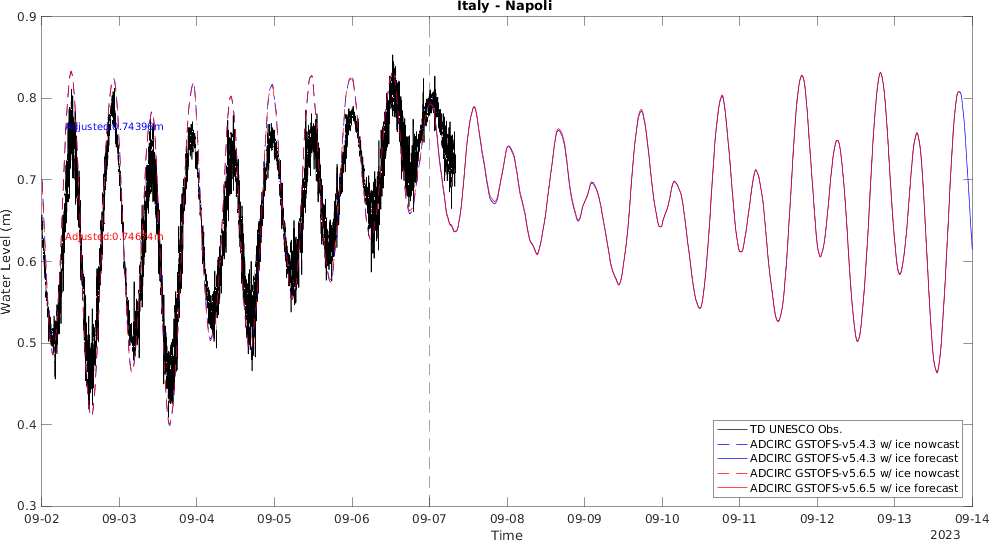 Italy - Napoli
0.9
0.8
0.7
0.6
0.5
0.4
0.3
Water Level (m)
Adjusted:0.74396m
TD UNESCO Obs.
ADCIRC GSTOFS-v5.4.3 w/ ice nowcast
ADCIRC GSTOFS-v5.4.3 w/ ice forecast
ADCIRC GSTOFS-v5.6.5 w/ ice nowcast
ADCIRC GSTOFS-v5.6.5 w/ ice forecast
09-02
09-03
09-04
09-05
09-06
09-07
09-08
09-09
09-10
09-11
09-12
09-13
09-14
Time
2023